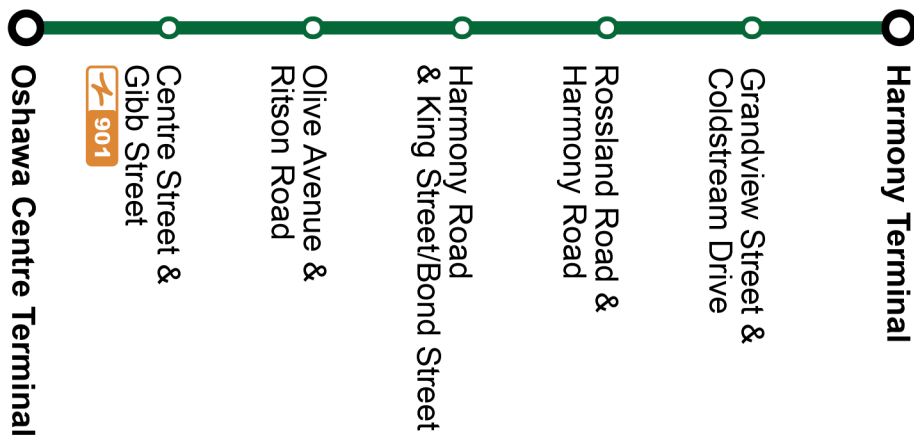 Oshawa Centre Terminal
Centre Street &
Gibb Street
901
Olive Avenue &
Ritson Road
Harmony Road
& King Street/Bond Street
Rossland Road &
Harmony Road
Grandview Street &
Coldstream Drive
Harmony Terminal